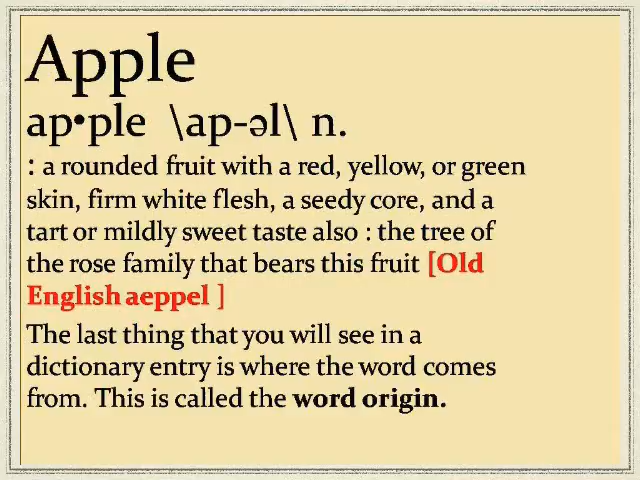 Apple
ap•ple \ap-əl\ n.
: a rounded fruit with a red, yellow, or green
skin, firm white flesh, a seedy core, and a
tart or mildly sweet taste also : the tree of
the rose family that bears this fruit [Old
English aeppel ]
The last thing that you will see in a
dictionary entry is where the word comes
from. This is called the word origin.